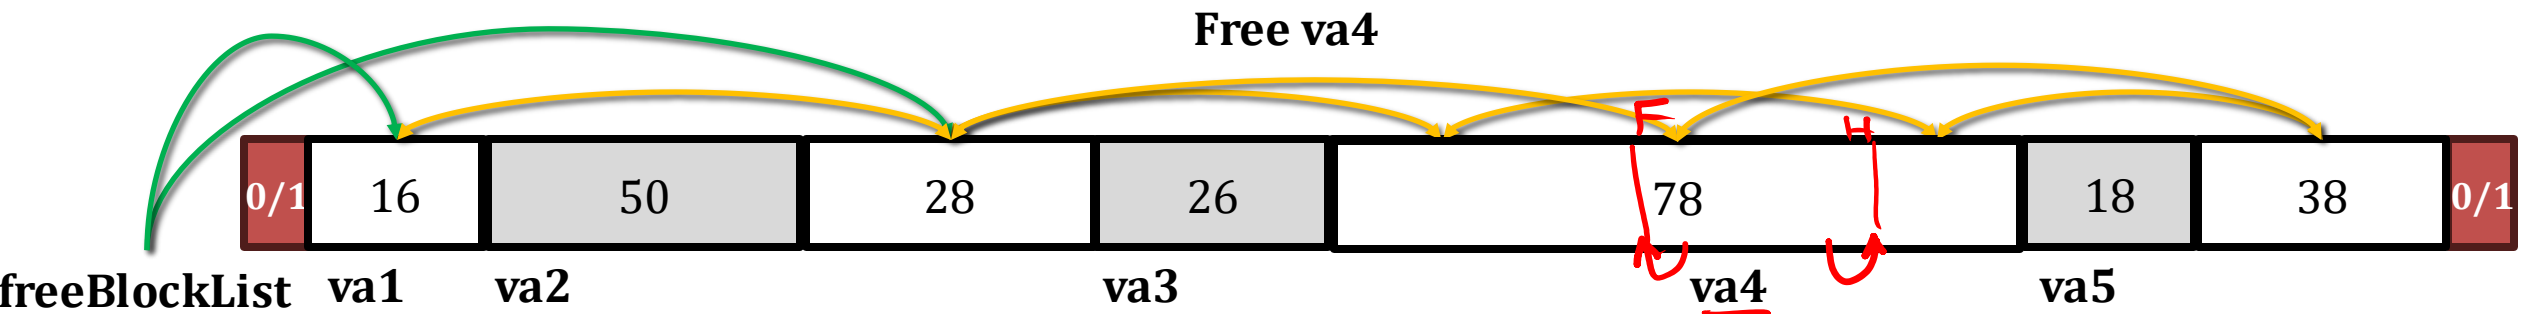 Free va4
F
H
0/1 16 50 28 26 78 18 38 0/1
freeBlockList va1 va2 va3 va4 va5